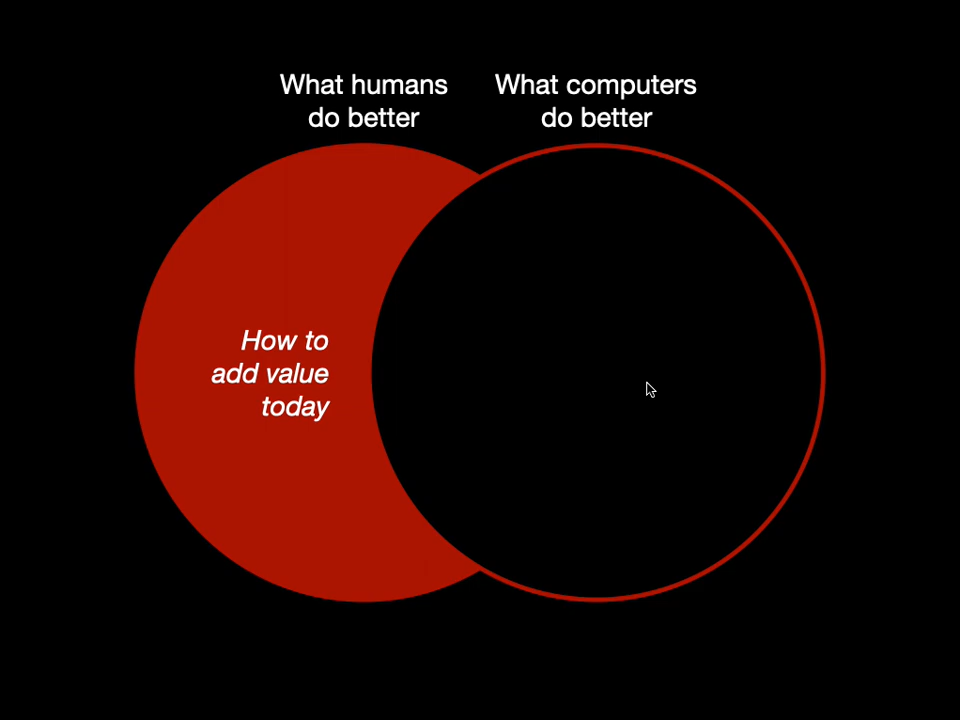 What humans
do better
What computers
do better
How to
add value
today